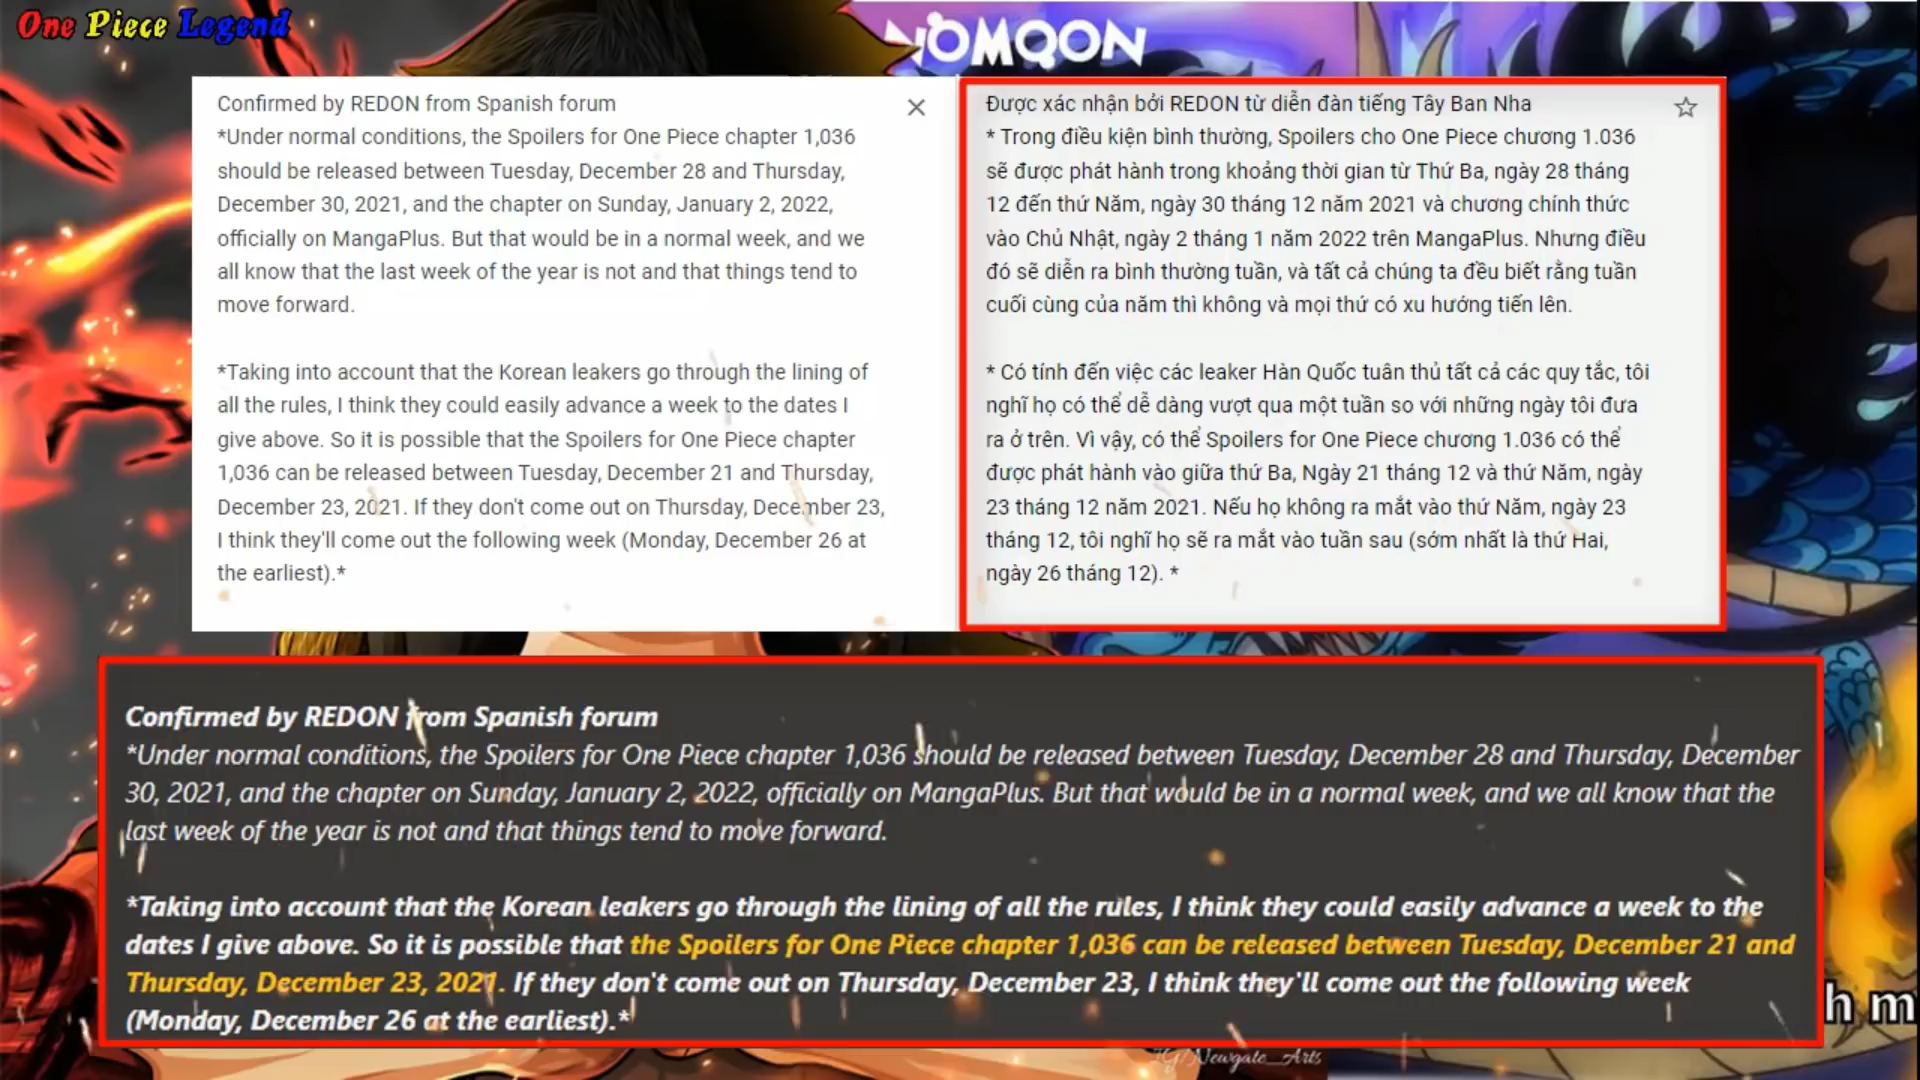 One Piece Legend
NOMQON
Confirmed by REDON from Spanish forum
*Under normal conditions, the Spoilers for One Piece chapter 1,036
should be released between Tuesday, December 28 and Thursday,
December 30, 2021, and the chapter on Sunday, January 2, 2022,
officially on MangaPlus. But that would be in a normal week, and we
all know that the last week of the year is not and that things tend to
move forward.
*Taking into account that the Korean leakers go through the lining of
all the rules, I think they could easily advance a week to the dates I
give above. So it is possible that the Spoilers for One Piece chapter
1,036 can be released between Tuesday, December 21 and Thursday,
December 23, 2021. If they don't come out on Thursday, December 23,
I think they'll come out the following week (Monday, December 26 at
the earliest).*
Được xác nhận bởi REDON từ diễn đàn tiếng Tây Ban Nha
* Trong điều kiện bình thường, Spoilers cho One Piece chương 1.036
sẽ được phát hành trong khoảng thời gian từ Thứ Ba, ngày 28 tháng
12 đến thứ Năm, ngày 30 tháng 12 năm 2021 và chương chính thức
vào Chủ Nhật, ngày 2 tháng 1 năm 2022 trên MangaPlus. Nhưng điều
đó sẽ diễn ra bình thường tuần, và tất cả chúng ta đều biết rằng tuần
cuối cùng của năm thì không và mọi thứ có xu hướng tiến lên.
* Có tính đến việc các leaker Hàn Quốc tuân thủ tất cả các quy tắc, tôi
nghĩ họ có thể dễ dàng vượt qua một tuần so với những ngày tôi đưa
ra ở trên. Vì vậy, có thể Spoilers for One Piece chương 1.036 có thể
được phát hành vào giữa thứ Ba, Ngày 21 tháng 12 và thứ Năm, ngày
23 tháng 12 năm 2021. Nếu họ không ra mắt vào thứ Năm, ngày 23
tháng 12, tôi nghĩ họ sẽ ra mắt vào tuần sau (sớm nhất là thứ Hai,
ngày 26 tháng 12). *
Confirmed by REDON from Spanish forum
*Under normal conditions, the Spoilers for One Piece chapter 1,036 should be released between Tuesday, December 28 and Thursday, December
30, 2021, and the chapter on Sunday, January 2, 2022, officially on MangaPlus. But that would be in a normal week, and we all know that the
last week of the year is not and that things tend to move forward.
*Taking into account that the Korean leakers go through the lining of all the rules, I think they could easily advance a week to the
dates I give above. So it is possible that the Spoilers for One Piece chapter 1,036 can be released between Tuesday, December 21 and
Thursday, December 23, 2021. If they don't come out on Thursday, December 23, I think they'll come out the following week
(Monday, December 26 at the earliest).*
h m
IG/Newgate_Arts